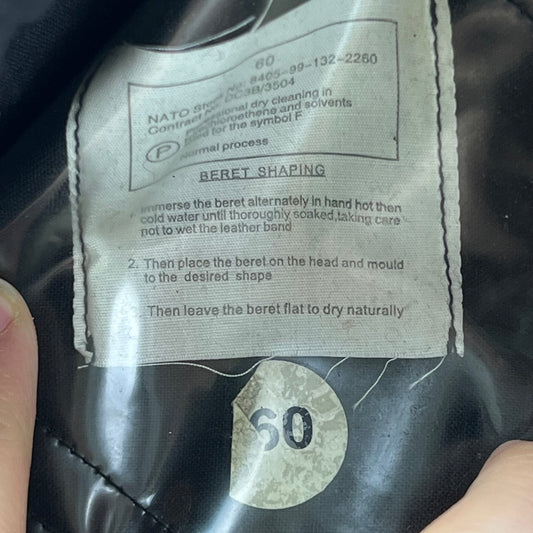 60
NATO Stock No: 8405-99-132-2260
Contract No: DC3B/3504
Professional dry cleaning in
Perchloroethene and solvents
for the symbol F
P
Normal process
BERET SHAPING
Immerse the beret alternately in hand hot then
cold water until thoroughly soaked,taking care
not to wet the leather band
2. Then place the beret on the head and mould
to the desired shape
Then leave the beret flat to dry naturally
60